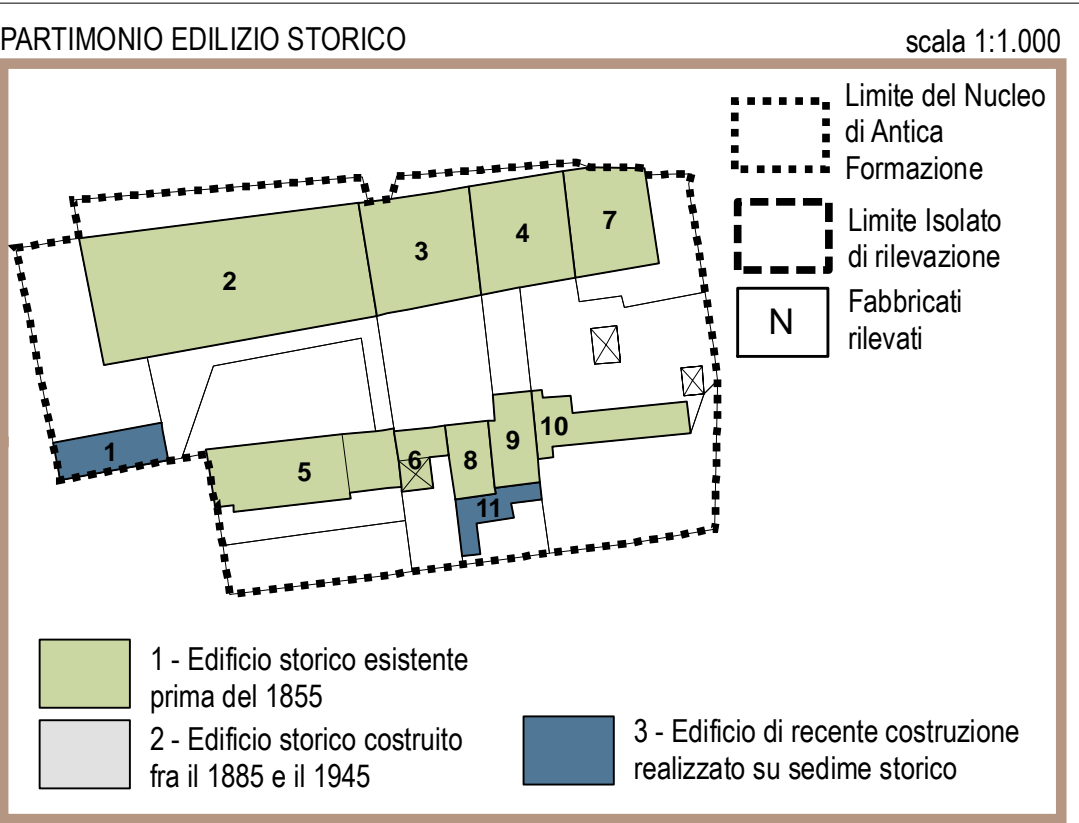 PARTIMONIO EDILIZIO STORICO
scala 1:1.000
Limite del Nucleo
di Antica
Formazione
Limite Isolato
di rilevazione
N
Fabbricati
rilevati
2
3
4
7
1
5
6
8
9
10
11
1 - Edificio storico esistente
prima del 1855
2 - Edificio storico costruito
fra il 1885 e il 1945
3 - Edificio di recente costruzione
realizzato su sedime storico